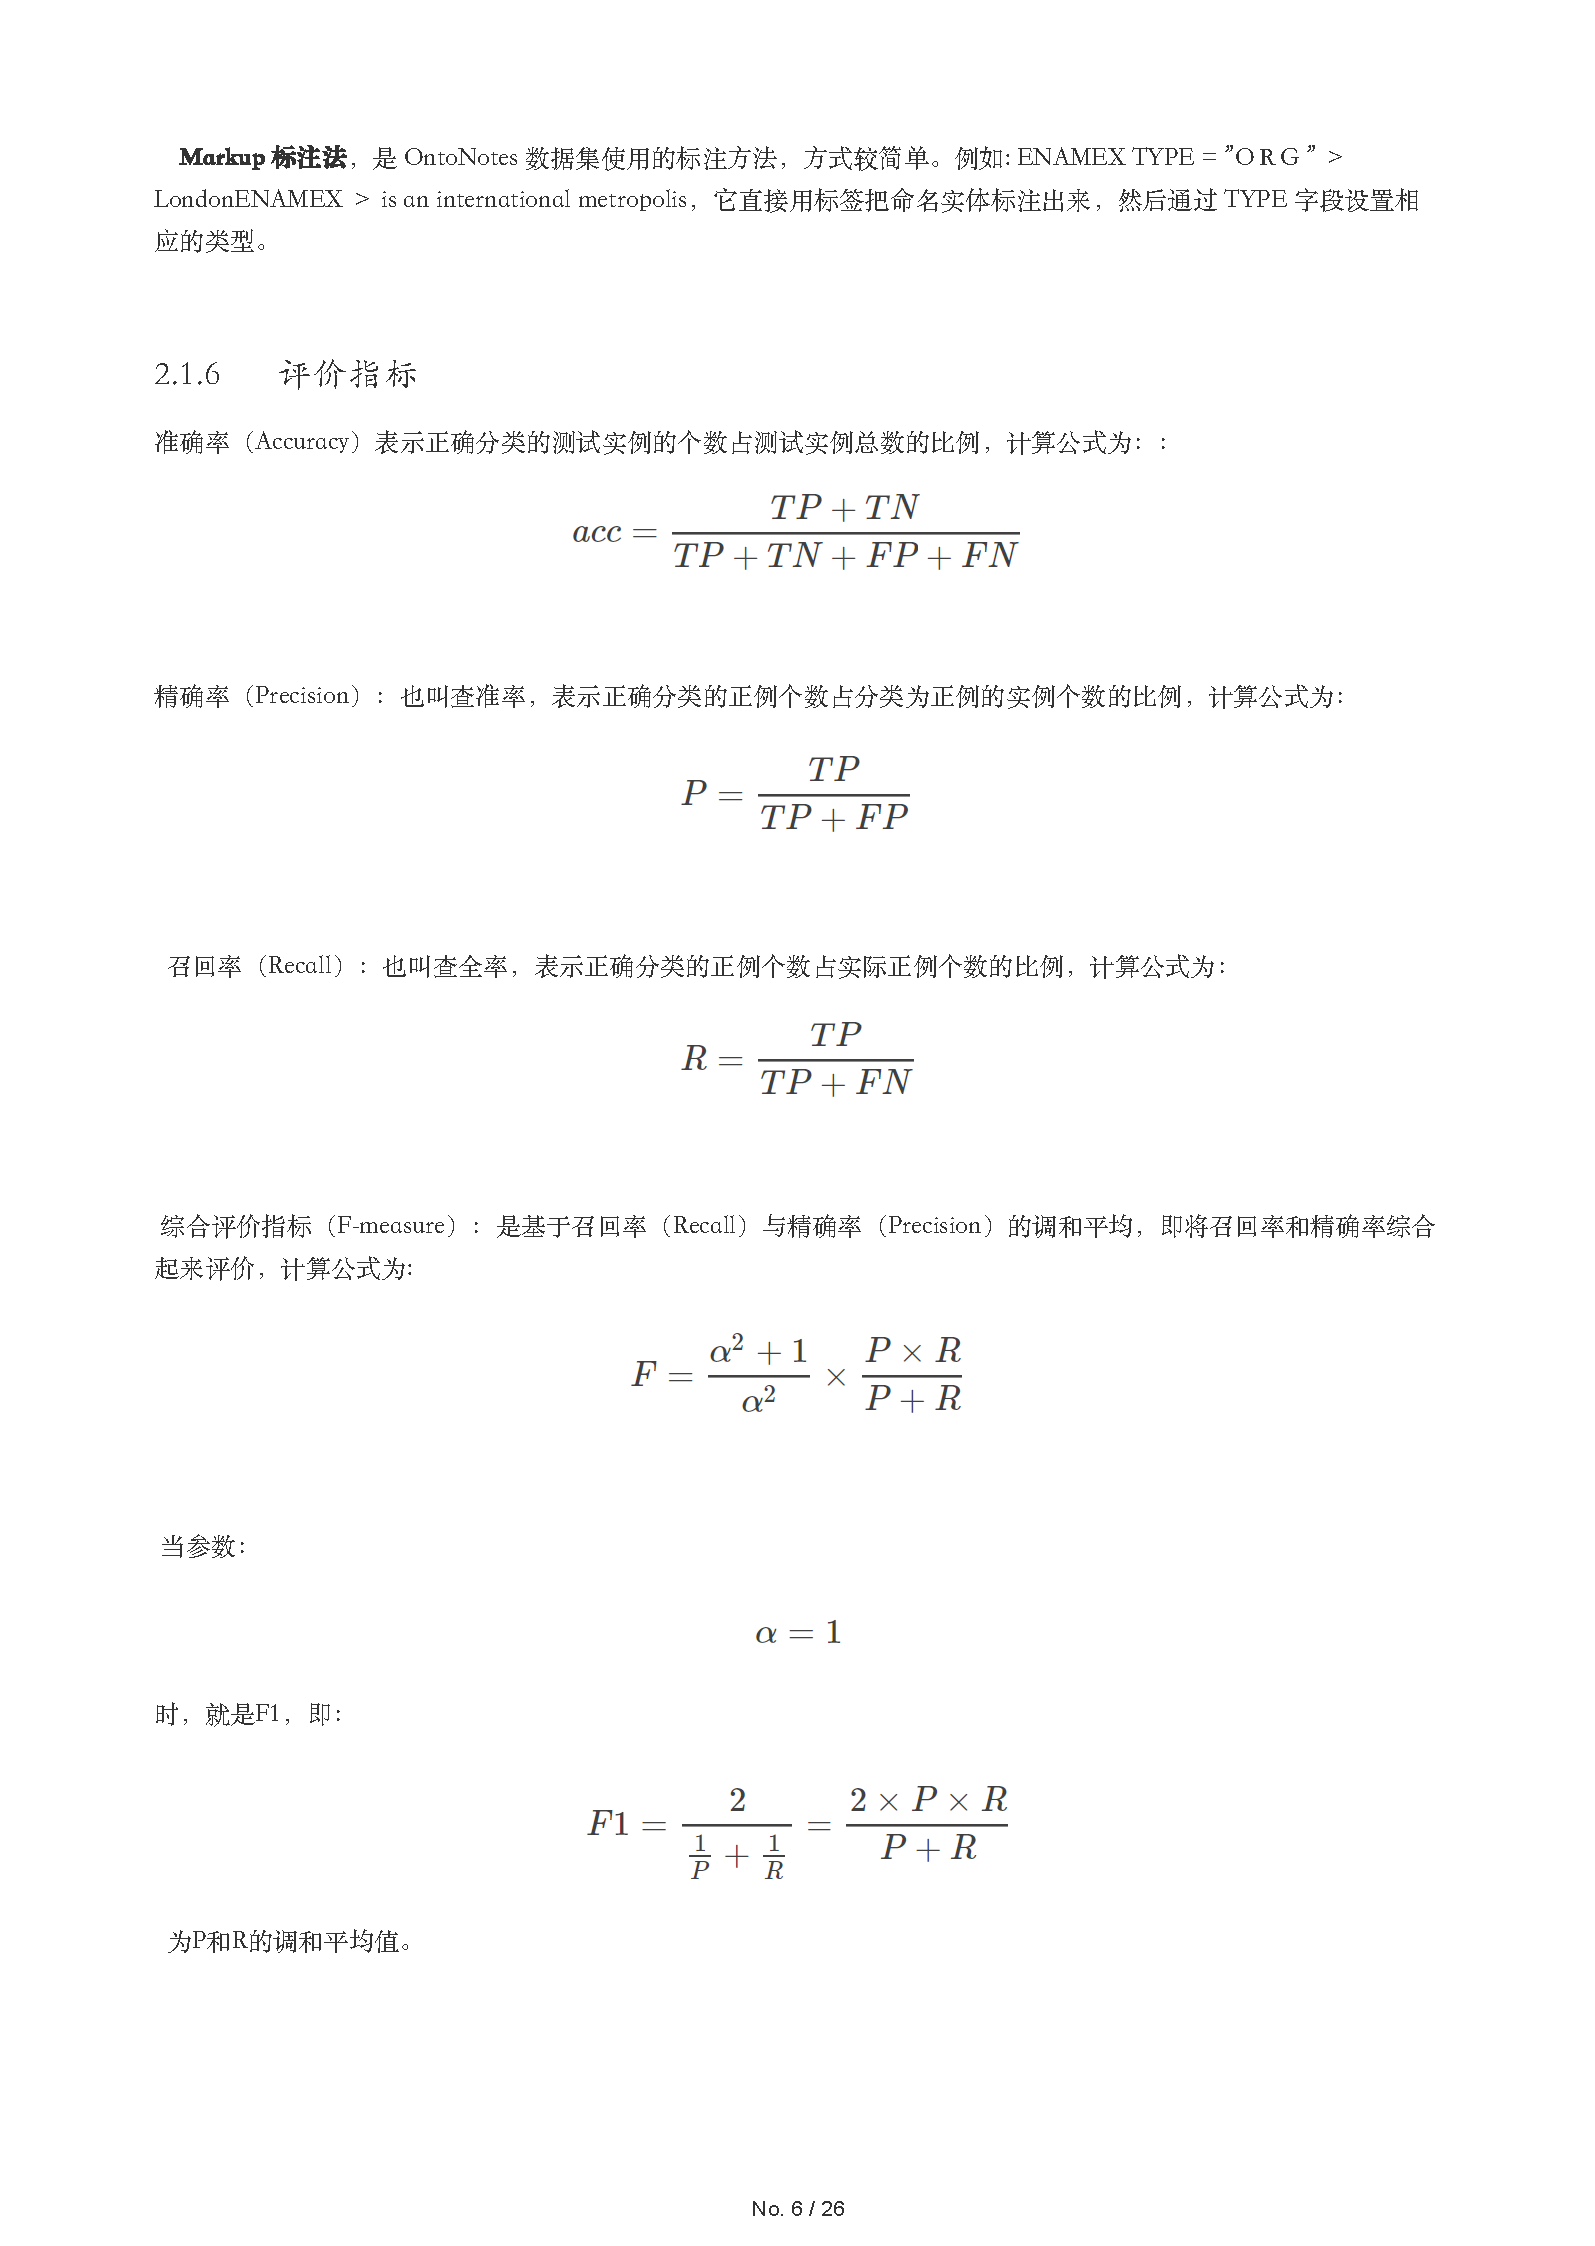 Markup 标注法，是 OntoNotes 数据集使用的标注方法，方式较简单。例如: ENAMEX TYPE = ”O R G ” >
LondonENAMEX > is an international metropolis，它直接用标签把命名实体标注出来，然后通过 TYPE 字段设置相
应的类型。
2.1.6 评价指标
准确率（Accuracy）表示正确分类的测试实例的个数占测试实例总数的比例，计算公式为：:
acc = \frac{TP + TN}{TP + TN + FP + FN}
精确率（Precision）: 也叫查准率，表示正确分类的正例个数占分类为正例的实例个数的比例，计算公式为:
P = \frac{TP}{TP + FP}
召回率（Recall）: 也叫查全率，表示正确分类的正例个数占实际正例个数的比例，计算公式为:
R = \frac{TP}{TP + FN}
综合评价指标（F-measure）: 是基于召回率（Recall）与精确率（Precision）的调和平均，即将召回率和精确率综合
起来评价，计算公式为:
F = \frac{α^2 + 1}{α^2} × \frac{P × R}{P + R}
当参数:
α = 1
时，就是F1，即:
F1 = \frac{2}{\frac{1}{P} + \frac{1}{R}} = \frac{2 × P × R}{P + R}
为P和R的调和平均值。
No. 6 / 26